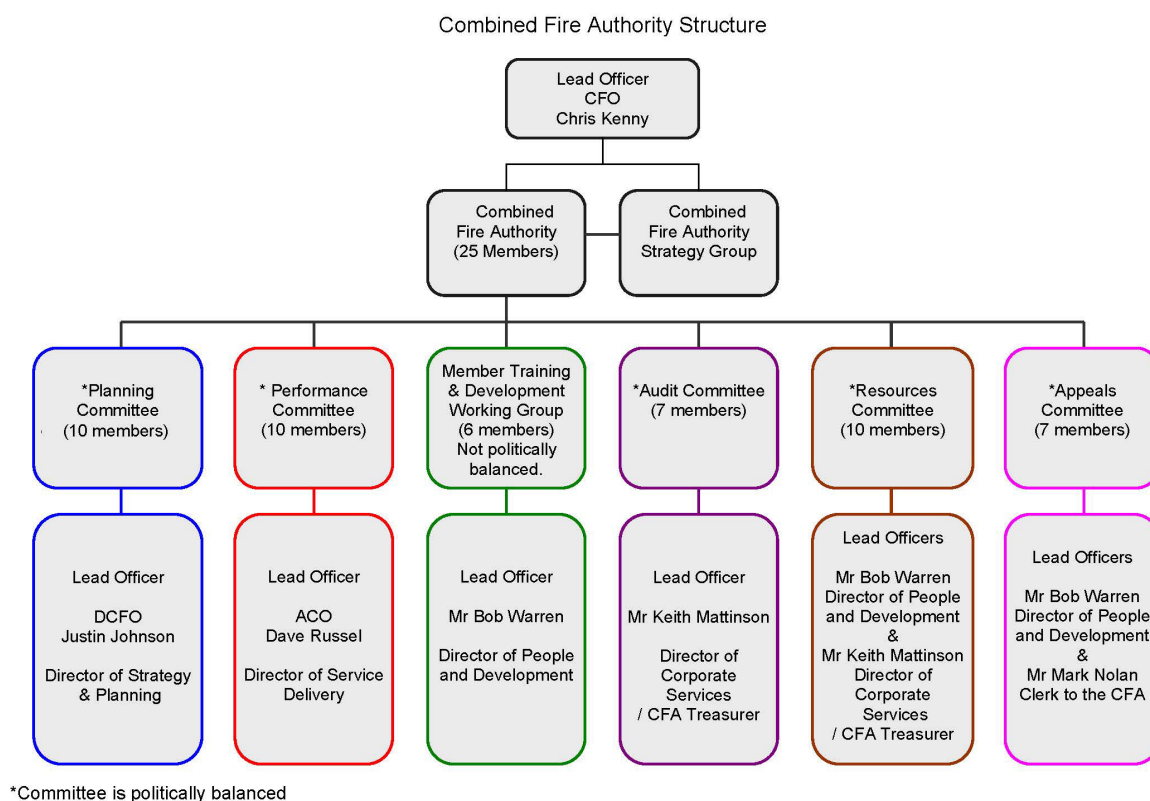 Combined Fire Authority Structure
Lead Officer
CFO
Chris Kenny
Combined
Fire Authority
(25 Members)
Combined
Fire Authority
Strategy Group
*Planning
Committee
(10 members)
* Performance
Committee
(10 members)
Member Training
& Development
Working Group
(6 members)
Not politically
balanced.
*Audit Committee
(7 members)
*Resources
Committee
(10 members)
*Appeals
Committee
(7 members)
Lead Officer
DCFO
Justin Johnson
Director of Strategy
& Planning
Lead Officer
ACO
Dave Russel
Director of Service
Delivery
Lead Officer
Mr Bob Warren
Director of People
and Development
Lead Officer
Mr Keith Mattinson
Director of
Corporate
Services
/ CFA Treasurer
Lead Officers
Mr Bob Warren
Director of People
and Development
&
Mr Keith Mattinson
Director of
Corporate
Services
/ CFA Treasurer
Lead Officers
Mr Bob Warren
Director of People
and Development
&
Mr Mark Nolan
Clerk to the CFA
*Committee is politically balanced